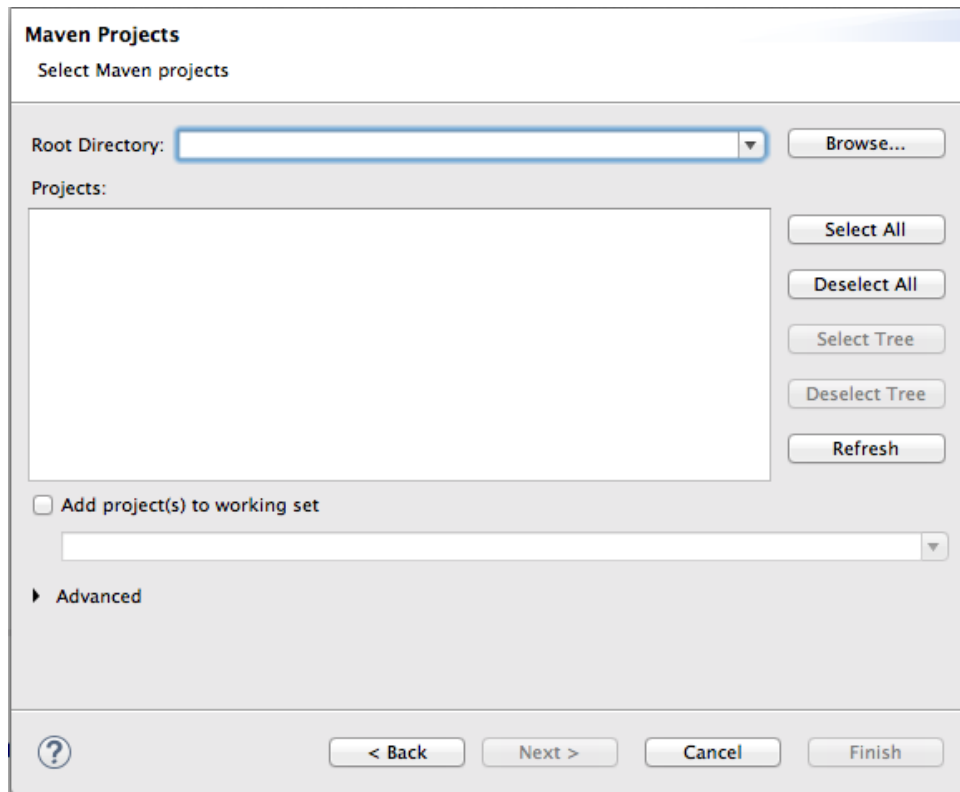 Maven Projects
Select Maven projects
Root Directory:
Browse...
Projects:
Select All
Deselect All
Select Tree
Deselect Tree
Refresh
Add project(s) to working set
Advanced
?
< Back
Next >
Cancel
Finish